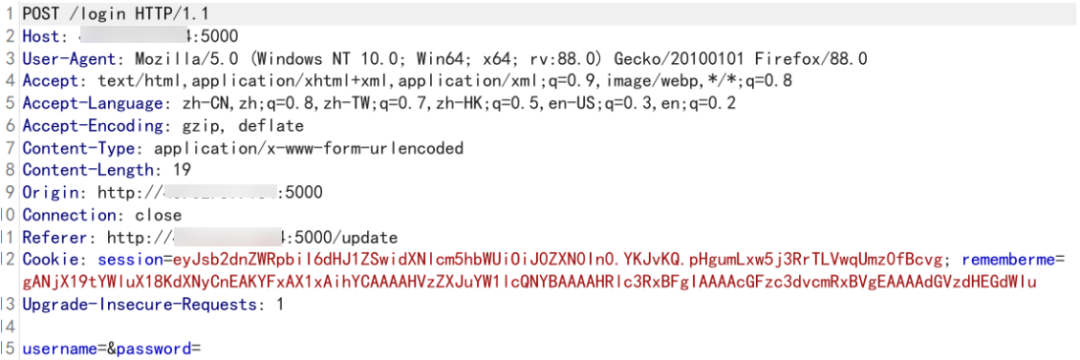 1 POST /login HTTP/1.1
2 Host: :5000
3 User-Agent: Mozilla/5.0 (Windows NT 10.0; Win64; x64; rv:88.0) Gecko/20100101 Firefox/88.0
4 Accept: text/html,application/xhtml+xml,application/xml;q=0.9,image/webp,*/*;q=0.8
5 Accept-Language: zh-CN,zh;q=0.8,zh-TW;q=0.7,zh-HK;q=0.5,en-US;q=0.3,en;q=0.2
6 Accept-Encoding: gzip, deflate
7 Content-Type: application/x-www-form-urlencoded
8 Content-Length: 19
9 Origin: http:// :5000
10 Connection: close
11 Referer: http:// :5000/update
12 Cookie: session=eyJsb2dnZWRpbiI6dHJ1ZSwidXNlcm5hbWUiOiJ0ZXN0In0.YKJvKQ.pHgumLxw5j3RrTLVwqUmz0fBcvg; rememberme=
gANjX19tYWluX18KdXNyCnEAKYFxAX1xAihYCAAAAHVzZXJuYW1lcQNYBAAAAHRlc3RxBFgIAAAAcGFzc3dvcmRxBVgEAAAAdGVzdHEGdWIu
13 Upgrade-Insecure-Requests: 1
14
15 username=&password=